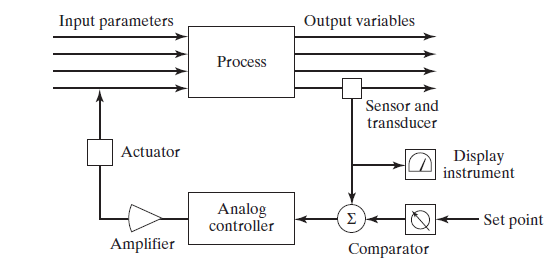 Input parameters
Output variables
Process
Sensor and
transducer
Actuator
Display
instrument
Analog
controller
Σ
Set point
Amplifier
Comparator